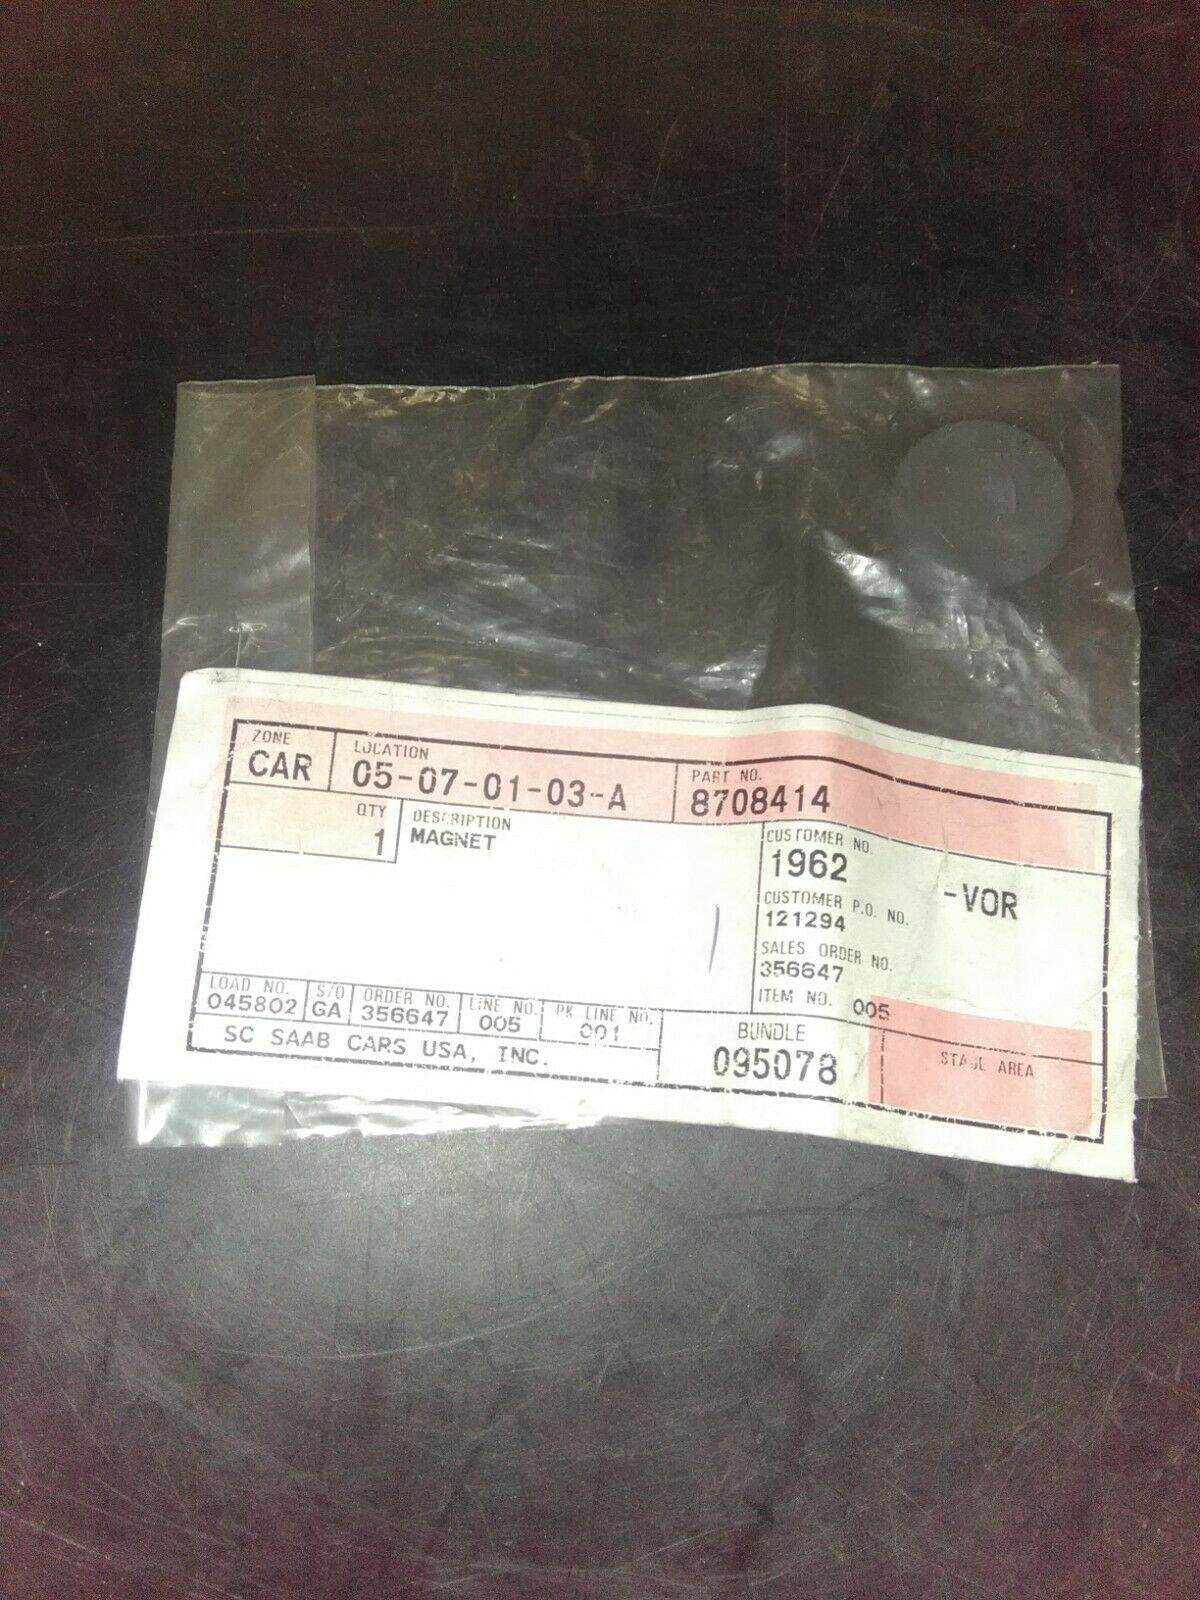 ZONE LOCATION PART NO.
CAR 05-07-01-03-A 8708414
QTY DESCRIPTION CUSTOMER NO.
1 MAGNET 1962 -VOR
CUSTOMER P.O. NO.
121294
SALES ORDER NO.
356647
ITEM NO. 005
LOAD NO. S/O ORDER NO. LINE NO. PK LINE NO.
045802 GA 356647 005 001
SC SAAB CARS USA, INC.
BUNDLE
095078
STAGE AREA